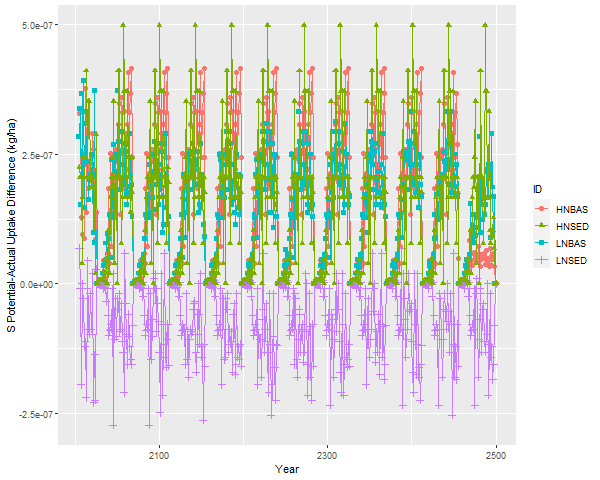 5.0e-07
2.5e-07
0.0e+00
-2.5e-07
S Potential-Actual Uptake Difference (kg/ha)
2100
2300
2500
Year
ID
HNBAS
HNSED
LNBAS
LNSED